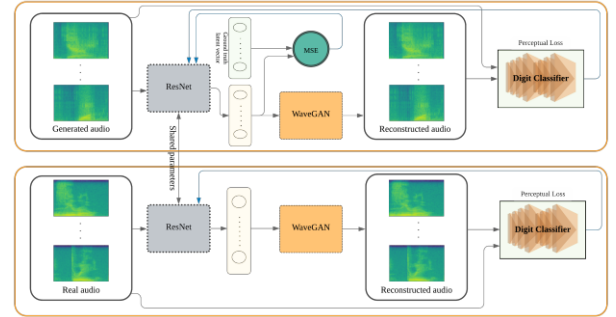 Generated audio
ResNet
Ground truth
latent vector
MSE
WaveGAN
Reconstructed audio
Perceptual Loss
Digit Classifier
Shared parameters
Real audio
ResNet
WaveGAN
Reconstructed audio
Perceptual Loss
Digit Classifier